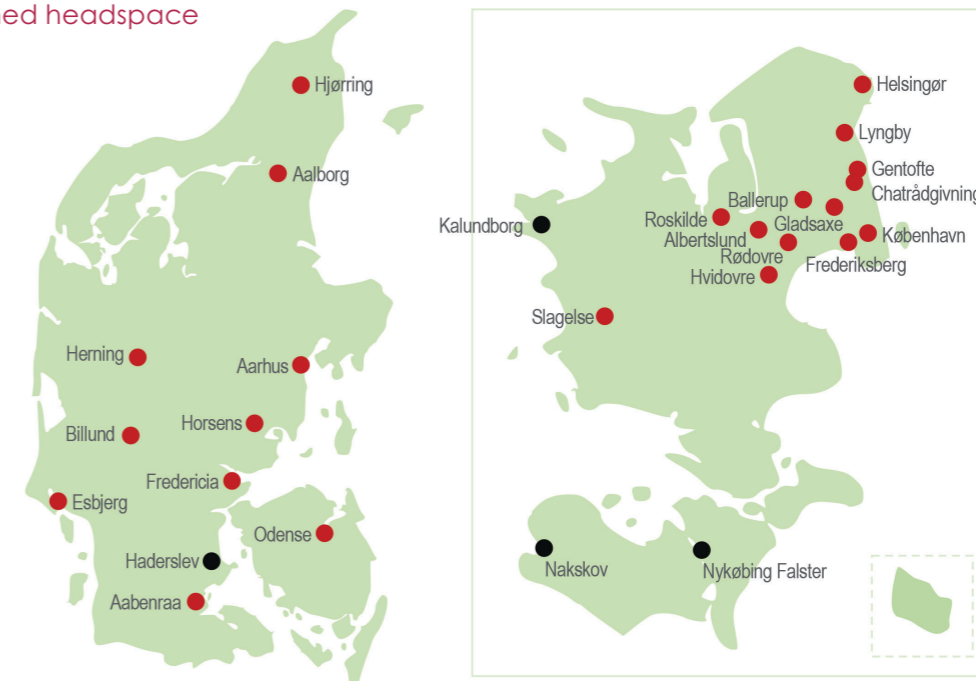 headspace
Hjørring
Aalborg
Herning
Aarhus
Billund
Horsens
Fredericia
Esbjerg
Odense
Haderslev
Aabenraa
Helsingør
Lyngby
Gentofte
Chatrådgivning
Ballerup
Kalundborg
Roskilde
Gladsaxe
Albertslund
København
Rødovre
Frederiksberg
Hvidovre
Slagelse
Nakskov
Nykøbing Falster